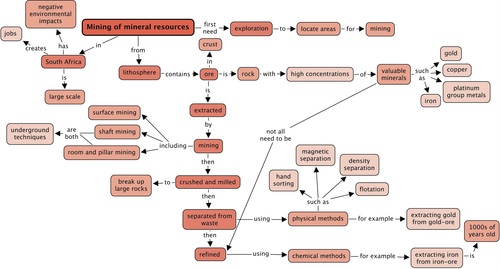 negative
environmental
impacts
Mining of mineral resources
first
need
exploration
to
locate areas
for
mining
jobs
creates
has
in
from
crust
South Africa
is
large scale
lithosphere
contains
in
ore
is
rock
with
high concentrations
of
valuable
minerals
such
as
gold
copper
platinum
group metals
iron
is
extracted
by
mining
including
surface mining
shaft mining
room and pillar mining
are
both
underground
techniques
not all
need to be
then
crushed and milled
to
break up
large rocks
then
separated from
waste
using
physical methods
such as
hand
sorting
magnetic
separation
density
separation
flotation
for example
extracting gold
from gold-ore
then
refined
using
chemical methods
for example
extracting iron
from iron-ore
is
1000s of
years old